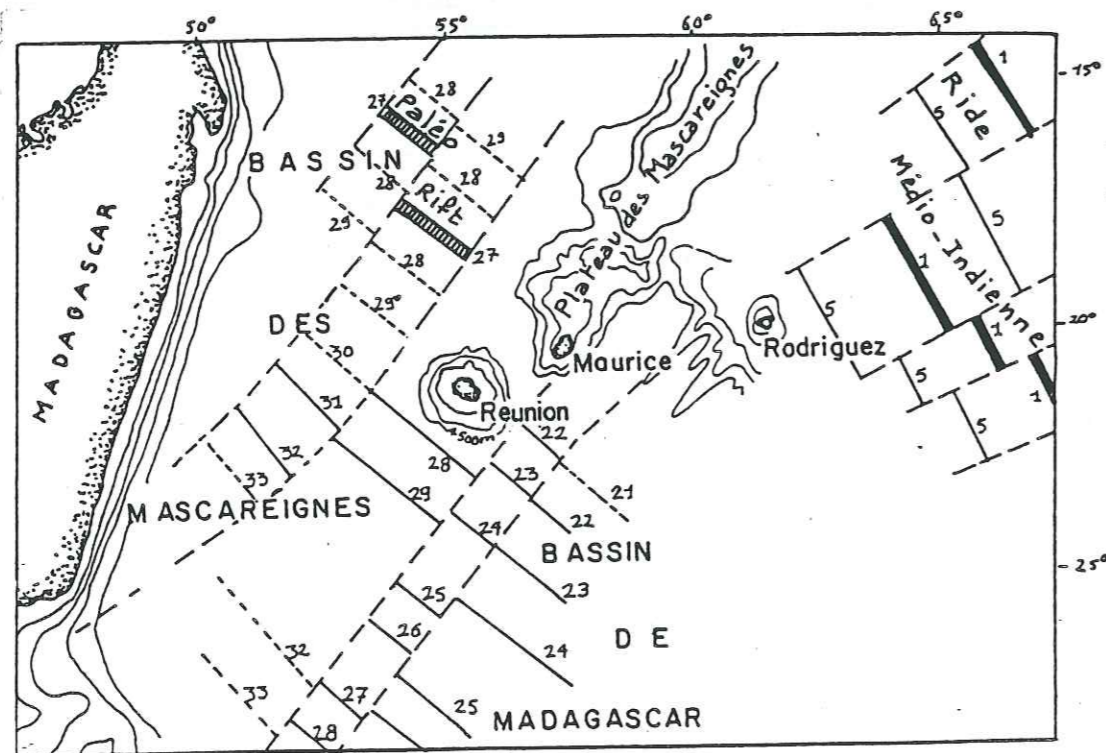 50°
55°
60°
65°
15°
20°
25°
MADAGASCAR
BASSIN
DES
MASCAREIGNES
Paléo
Rift
27
28
29
28
28
29
27
28
29
30
31
32
33
28
29
32
33
Plateau des Mascareignes
Maurice
Rodriguez
Reunion
4500m
22
21
23
22
24
23
25
24
26
25
27
28
BASSIN
DE
MADAGASCAR
Ride
Médio-Indienne
1
5
5
1
5
1
5
1
5